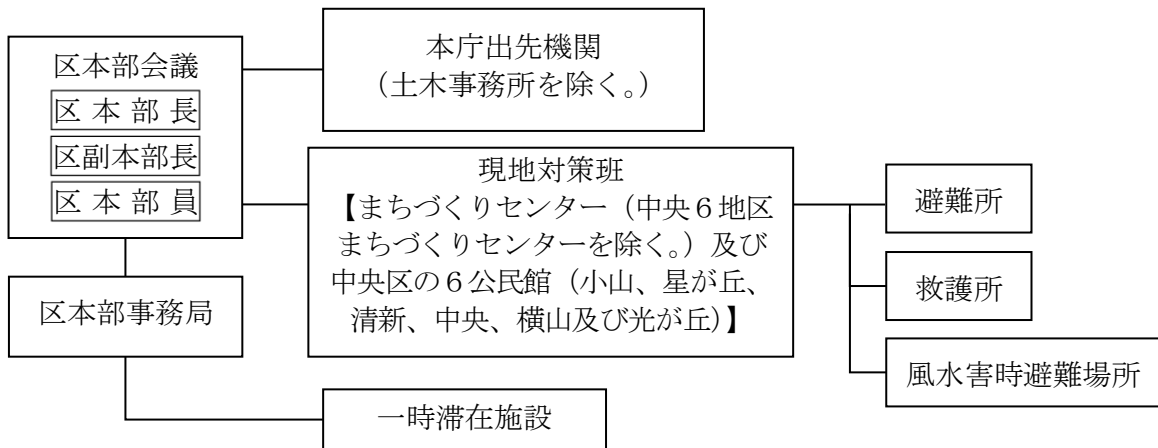 区本部会議
区 本 部 長
区副本部長
区 本 部 員
区本部事務局
本庁出先機関
(土木事務所を除く。)
現地対策班
【まちづくりセンター(中央6地区
まちづくりセンターを除く。)及び
中央区の6公民館(小山、星が丘、
清新、中央、横山及び光が丘)】
一時滞在施設
避難所
救護所
風水害時避難場所